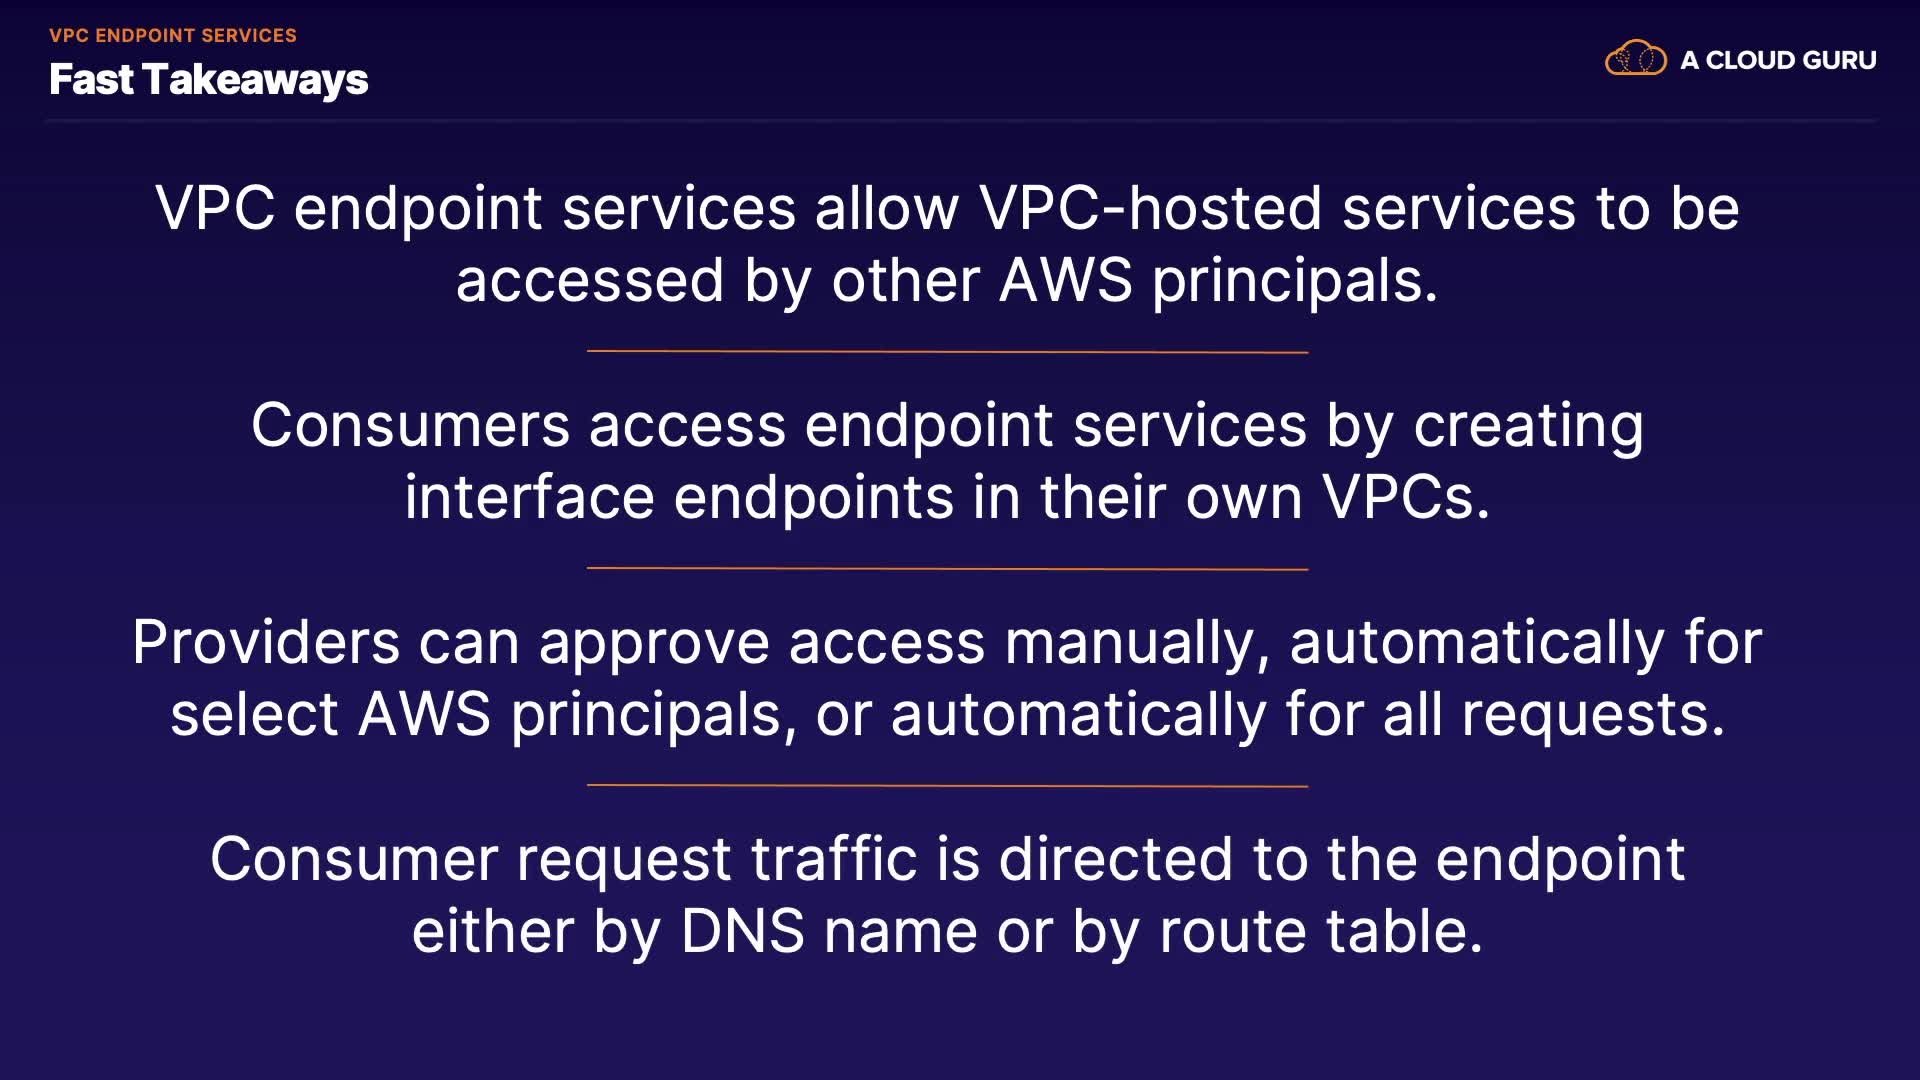 VPC ENDPOINT SERVICES
Fast Takeaways
A CLOUD GURU
VPC endpoint services allow VPC-hosted services to be
accessed by other AWS principals.
Consumers access endpoint services by creating
interface endpoints in their own VPCs.
Providers can approve access manually, automatically for
select AWS principals, or automatically for all requests.
Consumer request traffic is directed to the endpoint
either by DNS name or by route table.